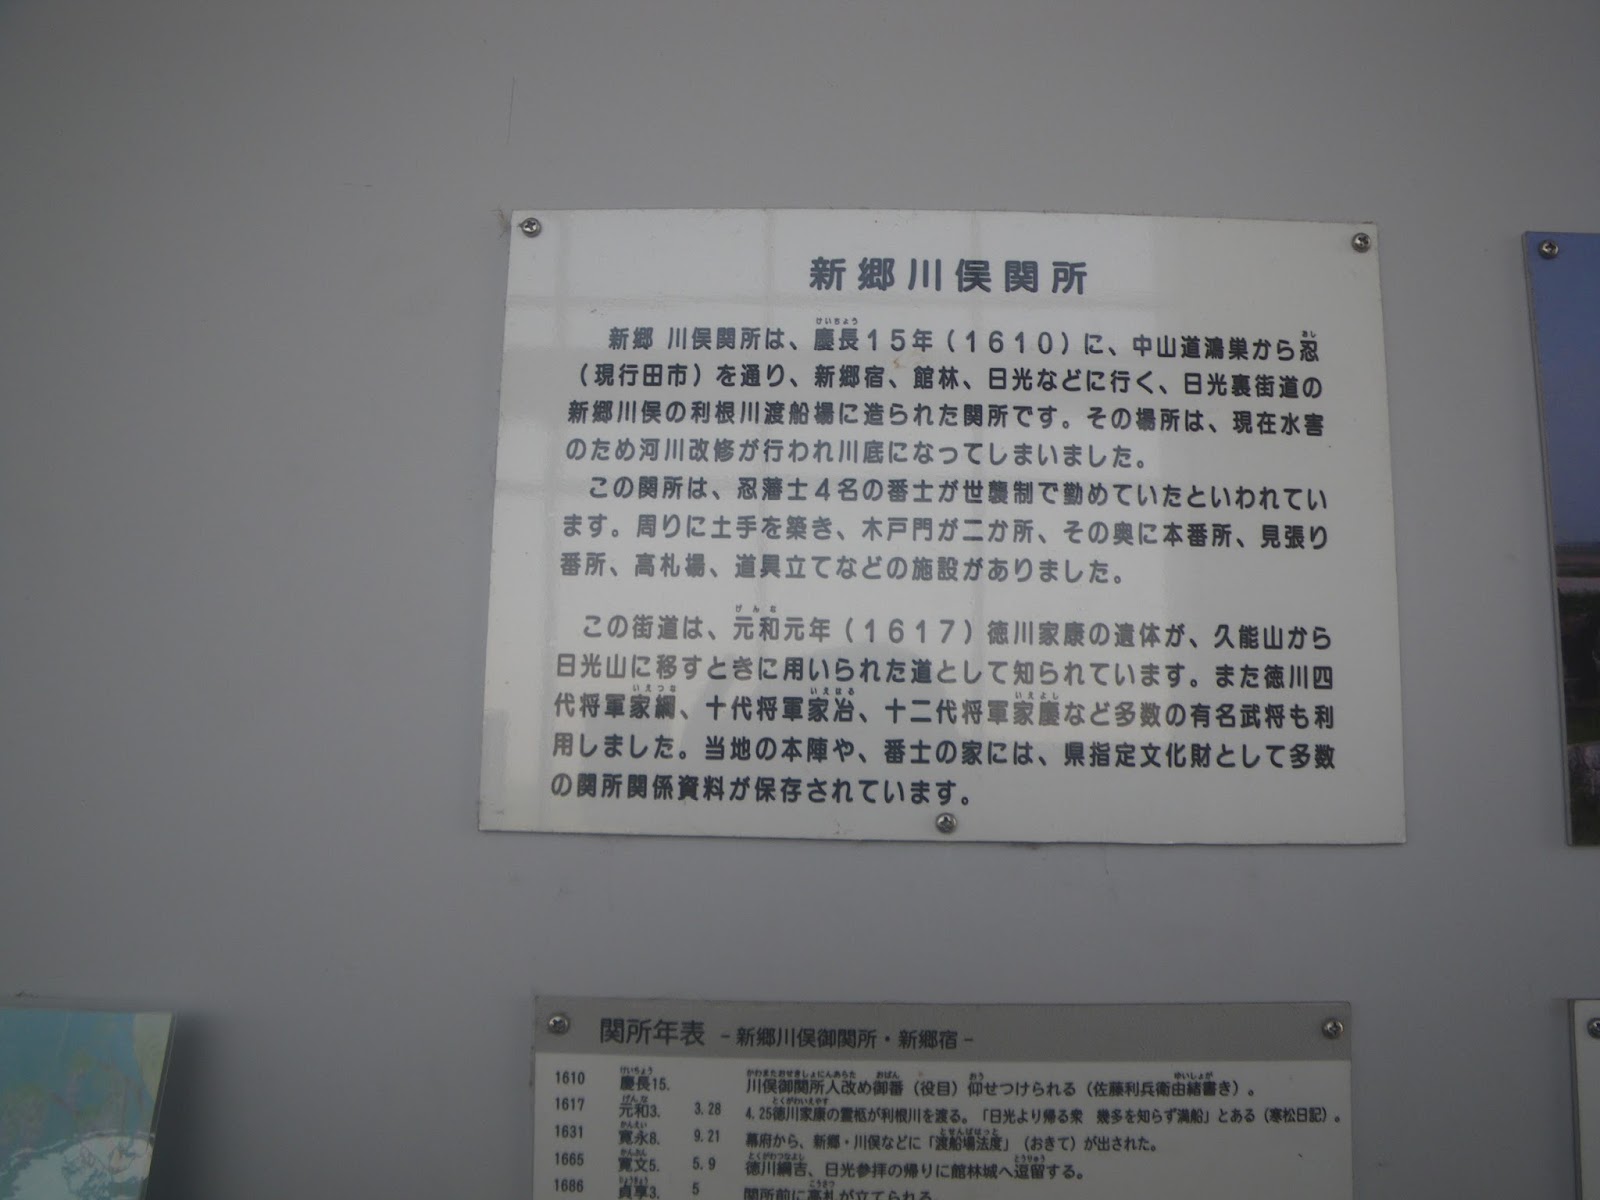 新郷川俣関所
新郷 川俣関所は、慶長15年(1610)に、中山道鴻巣から忍
(現行田市)を通り、新郷宿、館林、日光などに行く、日光裏街道の
新郷川俣の利根川渡船場に造られた関所です。その場所は、現在水害
のため河川改修が行われ川底になってしまいました。
この関所は、忍藩士4名の番士が世襲制で勤めていたといわれてい
ます。周りに土手を築き、木戸門が二か所、その奥に本番所、見張り
番所、高札場、道具立てなどの施設がありました。
この街道は、元和元年(1617)徳川家康の遺体が、久能山から
日光山に移すときに用いられた道として知られています。また徳川四
代将軍家綱、十代将軍家治、十二代将軍家慶など多数の有名武将も利
用しました。当地の本陣や、番士の家には、県指定文化財として多数
の関所関係資料が保存されています。
関所年表 -新郷川俣御関所・新郷宿-
1610 慶長15. 川俣御関所人改め御番(役目)仰せつけられる(佐藤利兵衛由緒書き)。
1617 元和3. 3.28 4.25徳川家康の霊柩が利根川を渡る。「日光より帰る衆 幾多を知らず満船」とある(寒松日記)。
1631 寛永8. 9.21 幕府から、新郷・川俣などに「渡船場法度」(おきて)が出された。
1665 寛文5. 5.9 徳川綱吉、日光参拝の帰りに館林城へ逗留する。
1686 貞享3. 5 関所前に高札が立てられる。